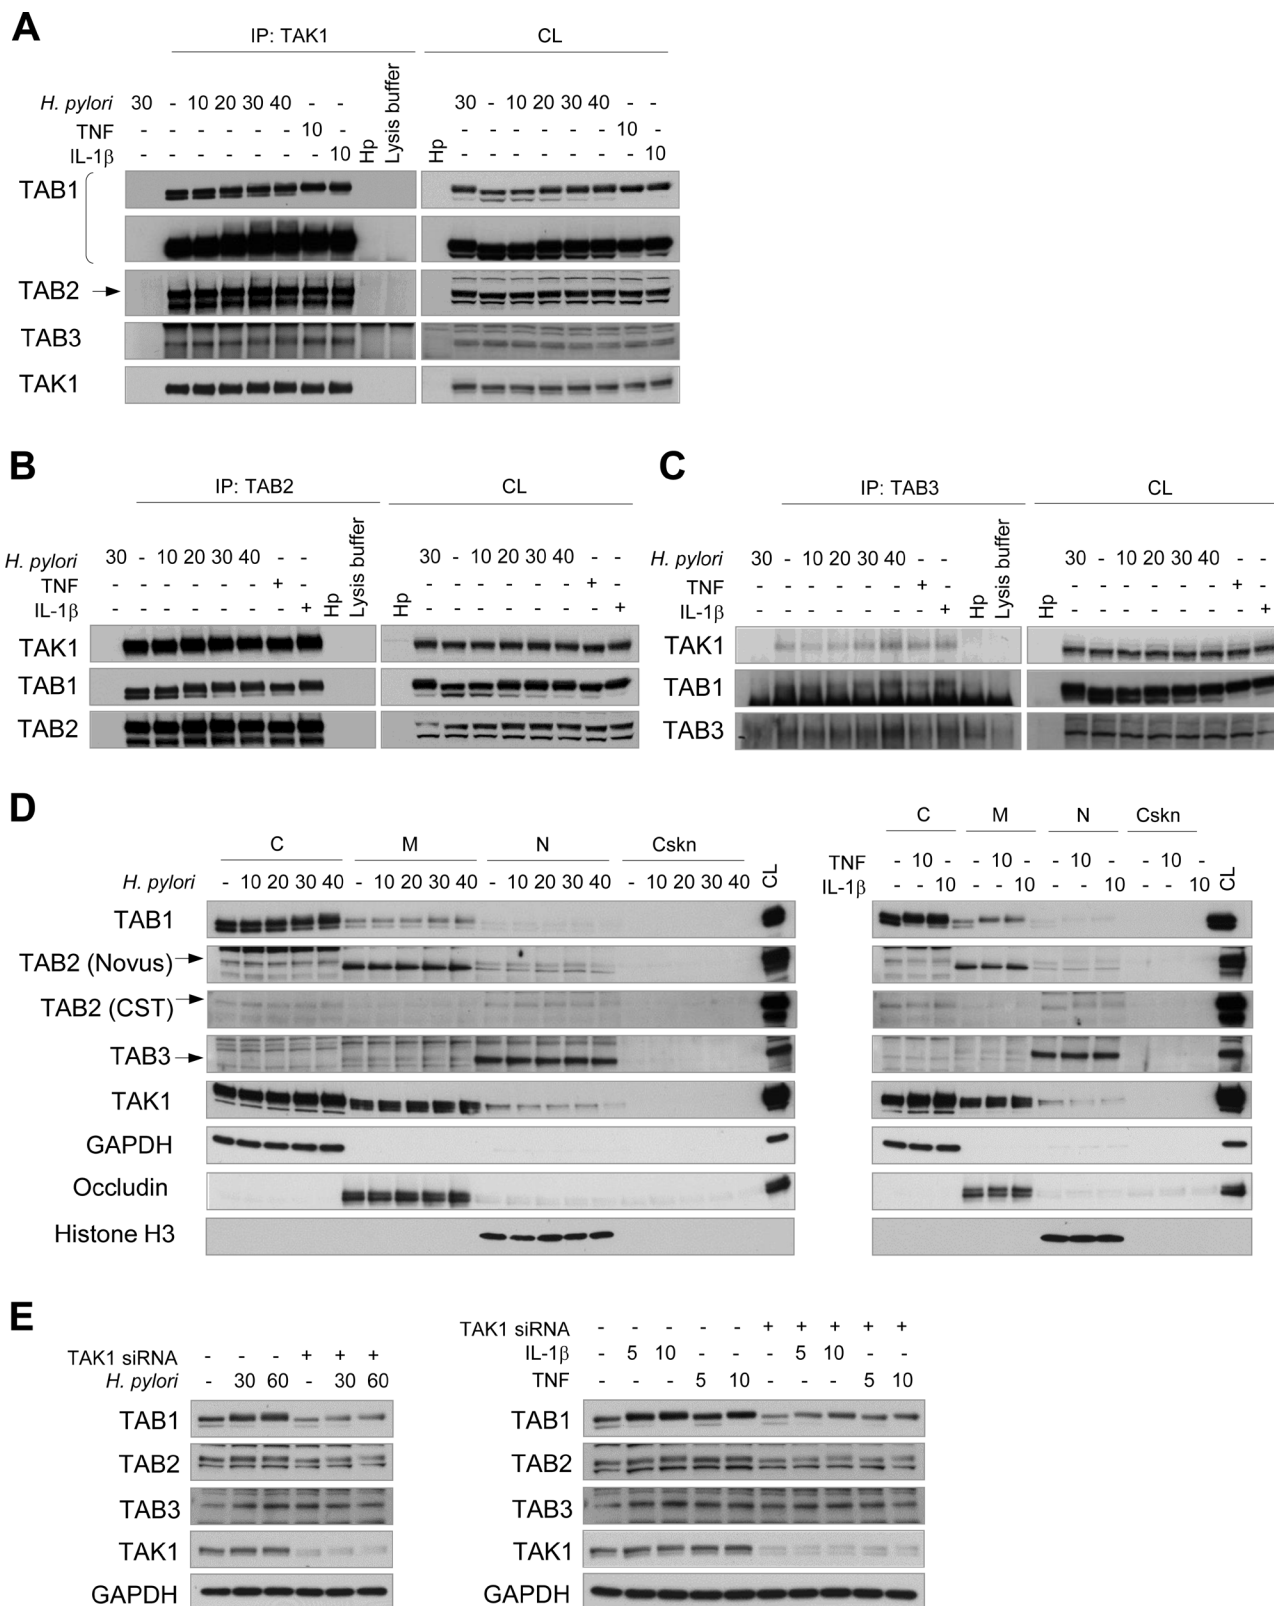 A
IP: TAK1 CL
H. pylori 30 - 10 20 30 40 - - Hp Lysis buffer Hp 30 - 10 20 30 40 - -
TNF - - - - - - 10 - - - - - - - 10 -
IL-1β - - - - - - - 10 - - - - - - - 10
TAB1
TAB2
TAB3
TAK1
B
IP: TAB2 CL
H. pylori 30 - 10 20 30 40 - - Hp Lysis buffer Hp 30 - 10 20 30 40 - -
TNF - - - - - - + - - - - - - - + -
IL-1β - - - - - - - + - - - - - - - +
TAK1
TAB1
TAB2
C
IP: TAB3 CL
H. pylori 30 - 10 20 30 40 - - Hp Lysis buffer Hp 30 - 10 20 30 40 - -
TNF - - - - - - + - - - - - - - + -
IL-1β - - - - - - - + - - - - - - - +
TAK1
TAB1
TAB3
D
C M N Cskn
H. pylori - 10 20 30 40 - 10 20 30 40 - 10 20 30 40 - 10 20 30 40 CL
TAB1
TAB2 (Novus)
TAB2 (CST)
TAB3
TAK1
GAPDH
Occludin
Histone H3
C M N Cskn
TNF - 10 - - 10 - - 10 - - 10 - CL
IL-1β - - 10 - - 10 - - 10 - - 10
E
TAK1 siRNA - - - + + +
H. pylori - 30 60 - 30 60
TAB1
TAB2
TAB3
TAK1
GAPDH
TAK1 siRNA - - - - - + + + + +
IL-1β - 5 10 - - - 5 10 - -
TNF - - - 5 10 - - - 5 10
TAB1
TAB2
TAB3
TAK1
GAPDH